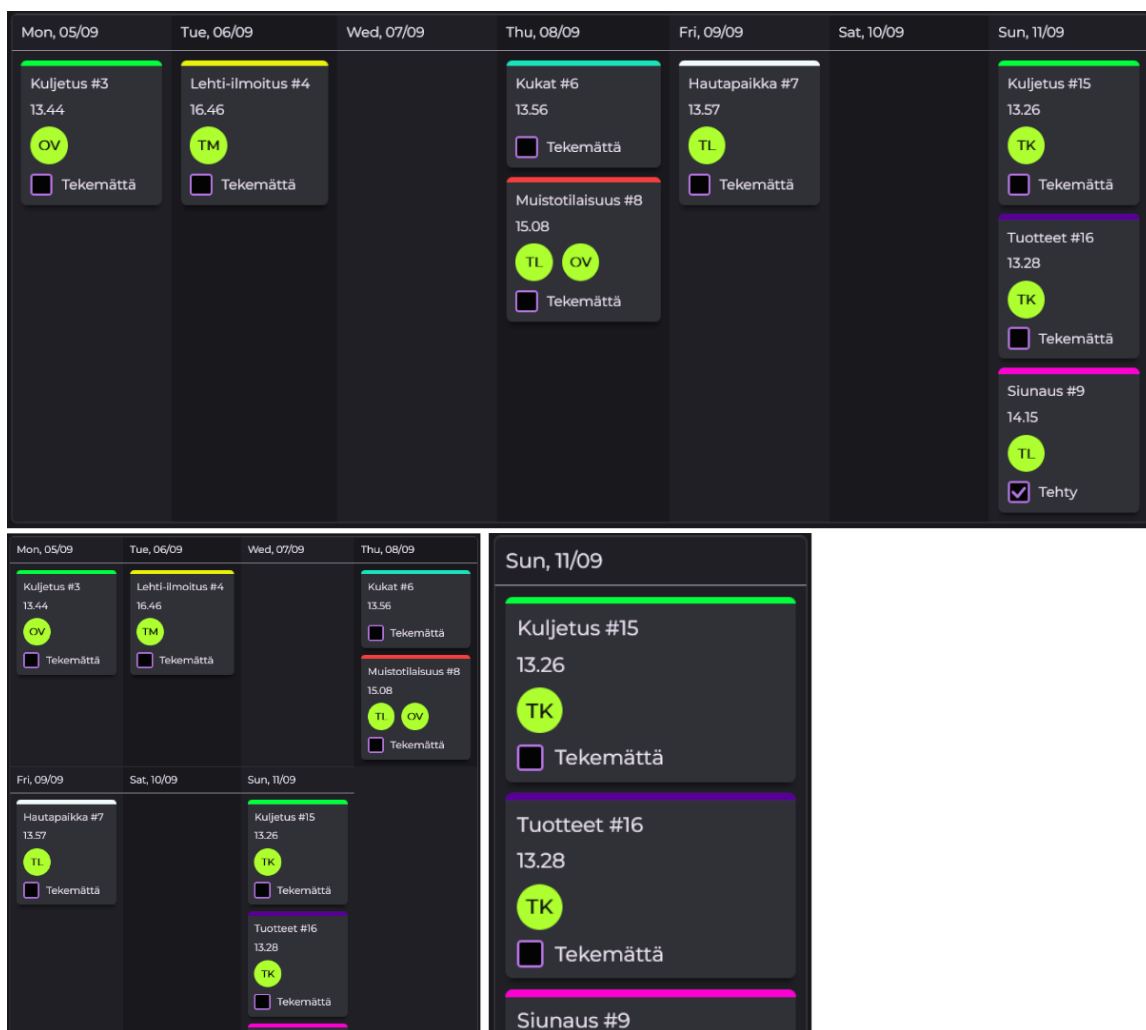 Mon, 05/09
Tue, 06/09
Wed, 07/09
Thu, 08/09
Fri, 09/09
Sat, 10/09
Sun, 11/09
Kuljetus #3
13.44
OV
Tekemättä
Lehti-ilmoitus #4
16.46
TM
Tekemättä
Kukat #6
13.56
Tekemättä
Muistotilaisuus #8
15.08
TL OV
Tekemättä
Hautapaikka #7
13.57
TL
Tekemättä
Kuljetus #15
13.26
TK
Tekemättä
Tuotteet #16
13.28
TK
Tekemättä
Siunaus #9
14.15
TL
Tehty
Mon, 05/09
Tue, 06/09
Wed, 07/09
Thu, 08/09
Kuljetus #3
13.44
OV
Tekemättä
Lehti-ilmoitus #4
16.46
TM
Tekemättä
Kukat #6
13.56
Tekemättä
Muistotilaisuus #8
15.08
TL OV
Tekemättä
Fri, 09/09
Sat, 10/09
Sun, 11/09
Hautapaikka #7
13.57
TL
Tekemättä
Kuljetus #15
13.26
TK
Tekemättä
Tuotteet #16
13.28
TK
Tekemättä
Sun, 11/09
Kuljetus #15
13.26
TK
Tekemättä
Tuotteet #16
13.28
TK
Tekemättä
Siunaus #9